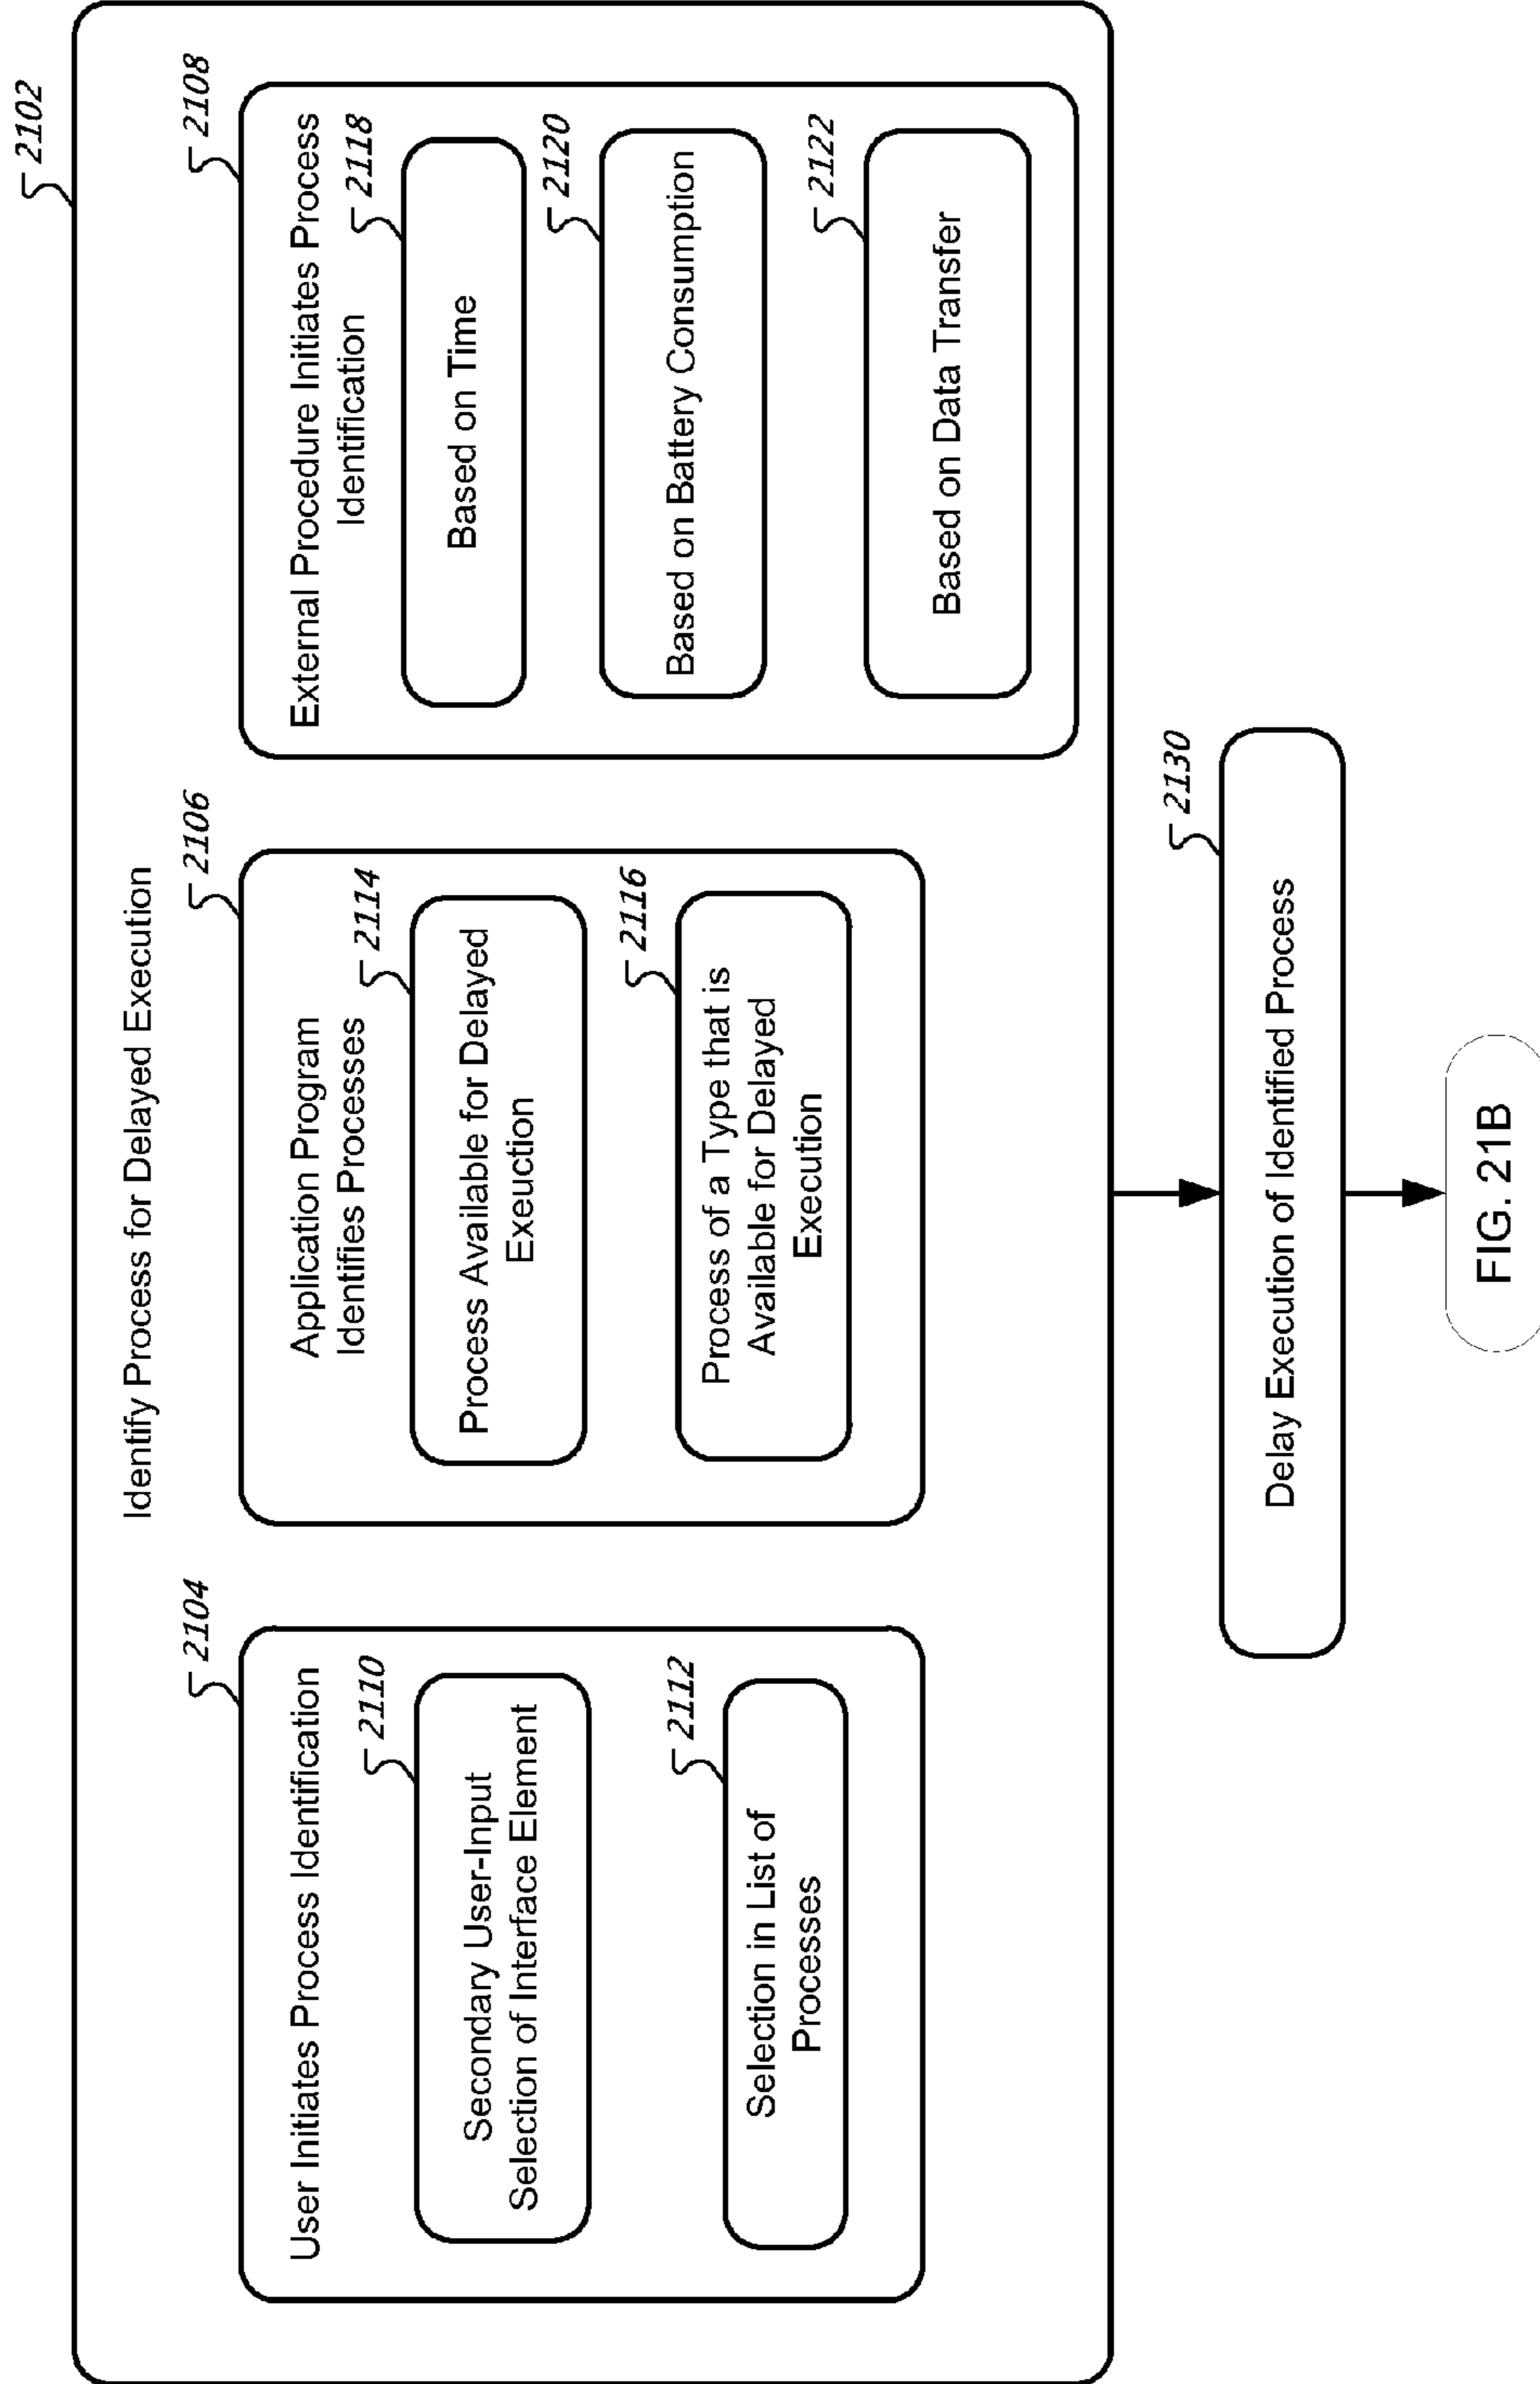 2102
Identify Process for Delayed Execution
2104
User Initiates Process Identification
2110
Secondary User-Input
Selection of Interface Element
2112
Selection in List of
Processes
2106
Application Program
Identifies Processes
2114
Process Available for Delayed
Exeuction
2116
Process of a Type that is
Available for Delayed
Execution
2108
External Procedure Initiates Process
Identification
2118
Based on Time
2120
Based on Battery Consumption
2122
Based on Data Transfer
2130
Delay Execution of Identified Process
FIG. 21B